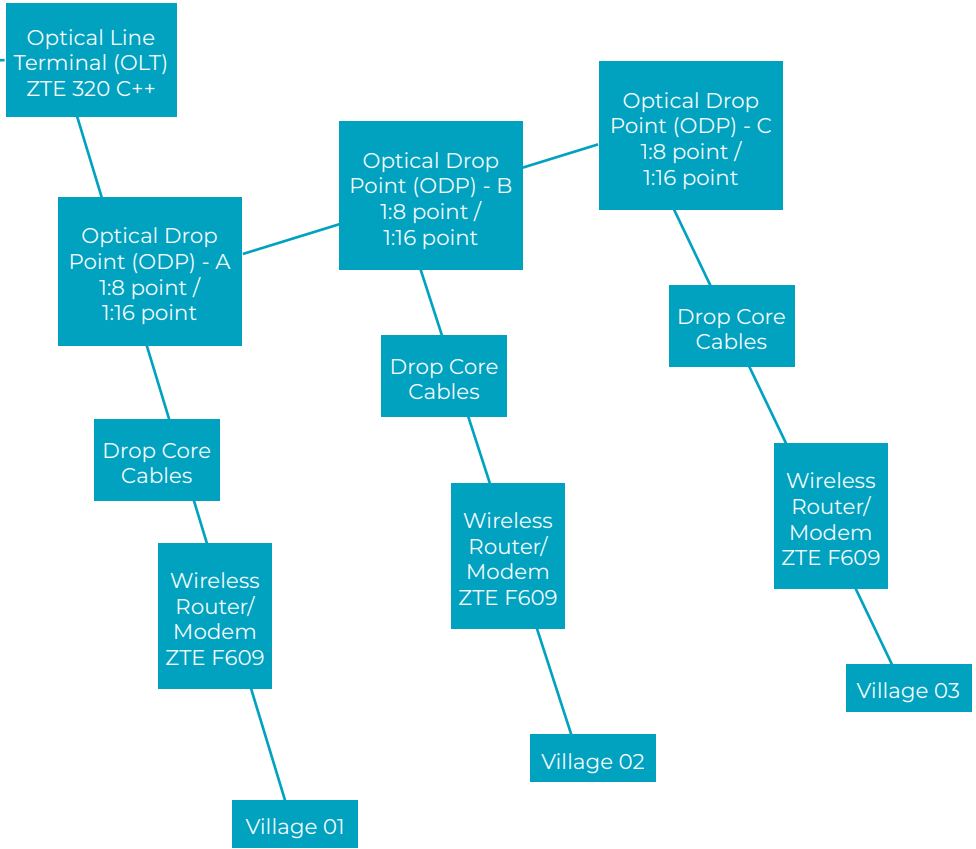 Optical Line
Terminal (OLT)
ZTE 320 C++
Optical Drop
Point (ODP) - A
1:8 point /
1:16 point
Drop Core
Cables
Wireless
Router/
Modem
ZTE F609
Village 01
Optical Drop
Point (ODP) - B
1:8 point /
1:16 point
Drop Core
Cables
Wireless
Router/
Modem
ZTE F609
Village 02
Optical Drop
Point (ODP) - C
1:8 point /
1:16 point
Drop Core
Cables
Wireless
Router/
Modem
ZTE F609
Village 03